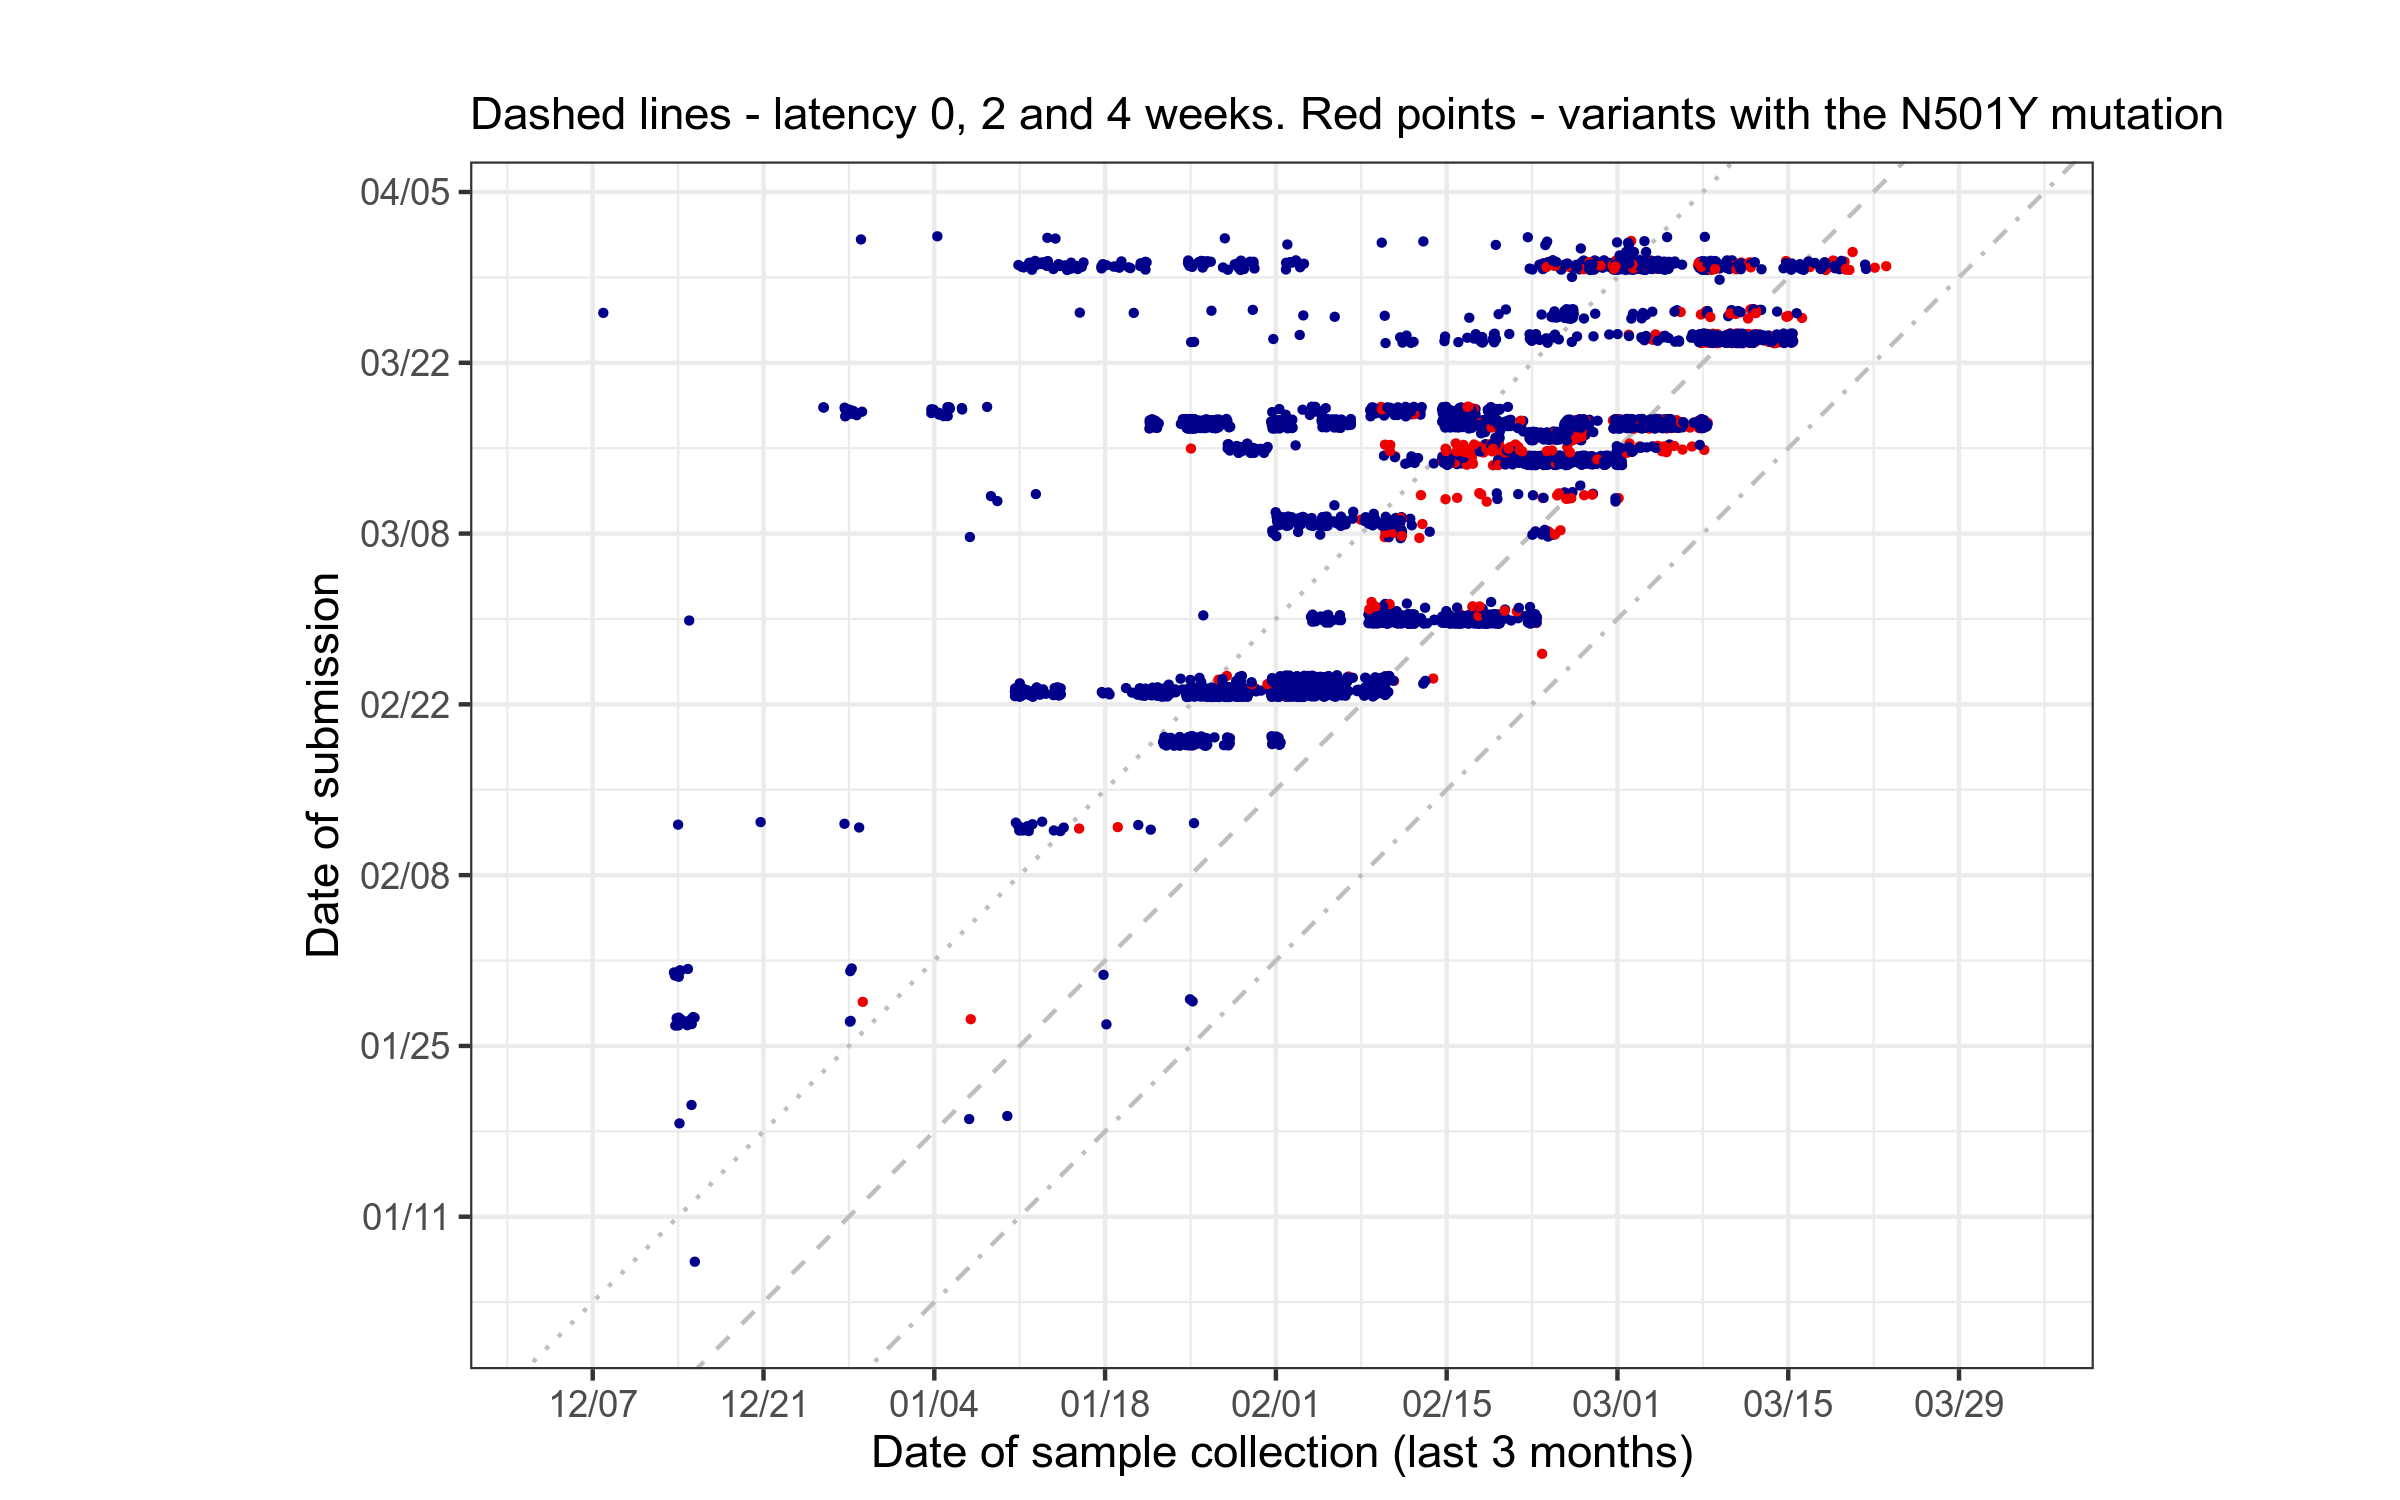 Dashed lines - latency 0, 2 and 4 weeks. Red points - variants with the N501Y mutation
04/05
03/22
03/08
02/22
02/08
01/25
01/11
Date of submission
12/07 12/21 01/04 01/18 02/01 02/15 03/01 03/15 03/29
Date of sample collection (last 3 months)